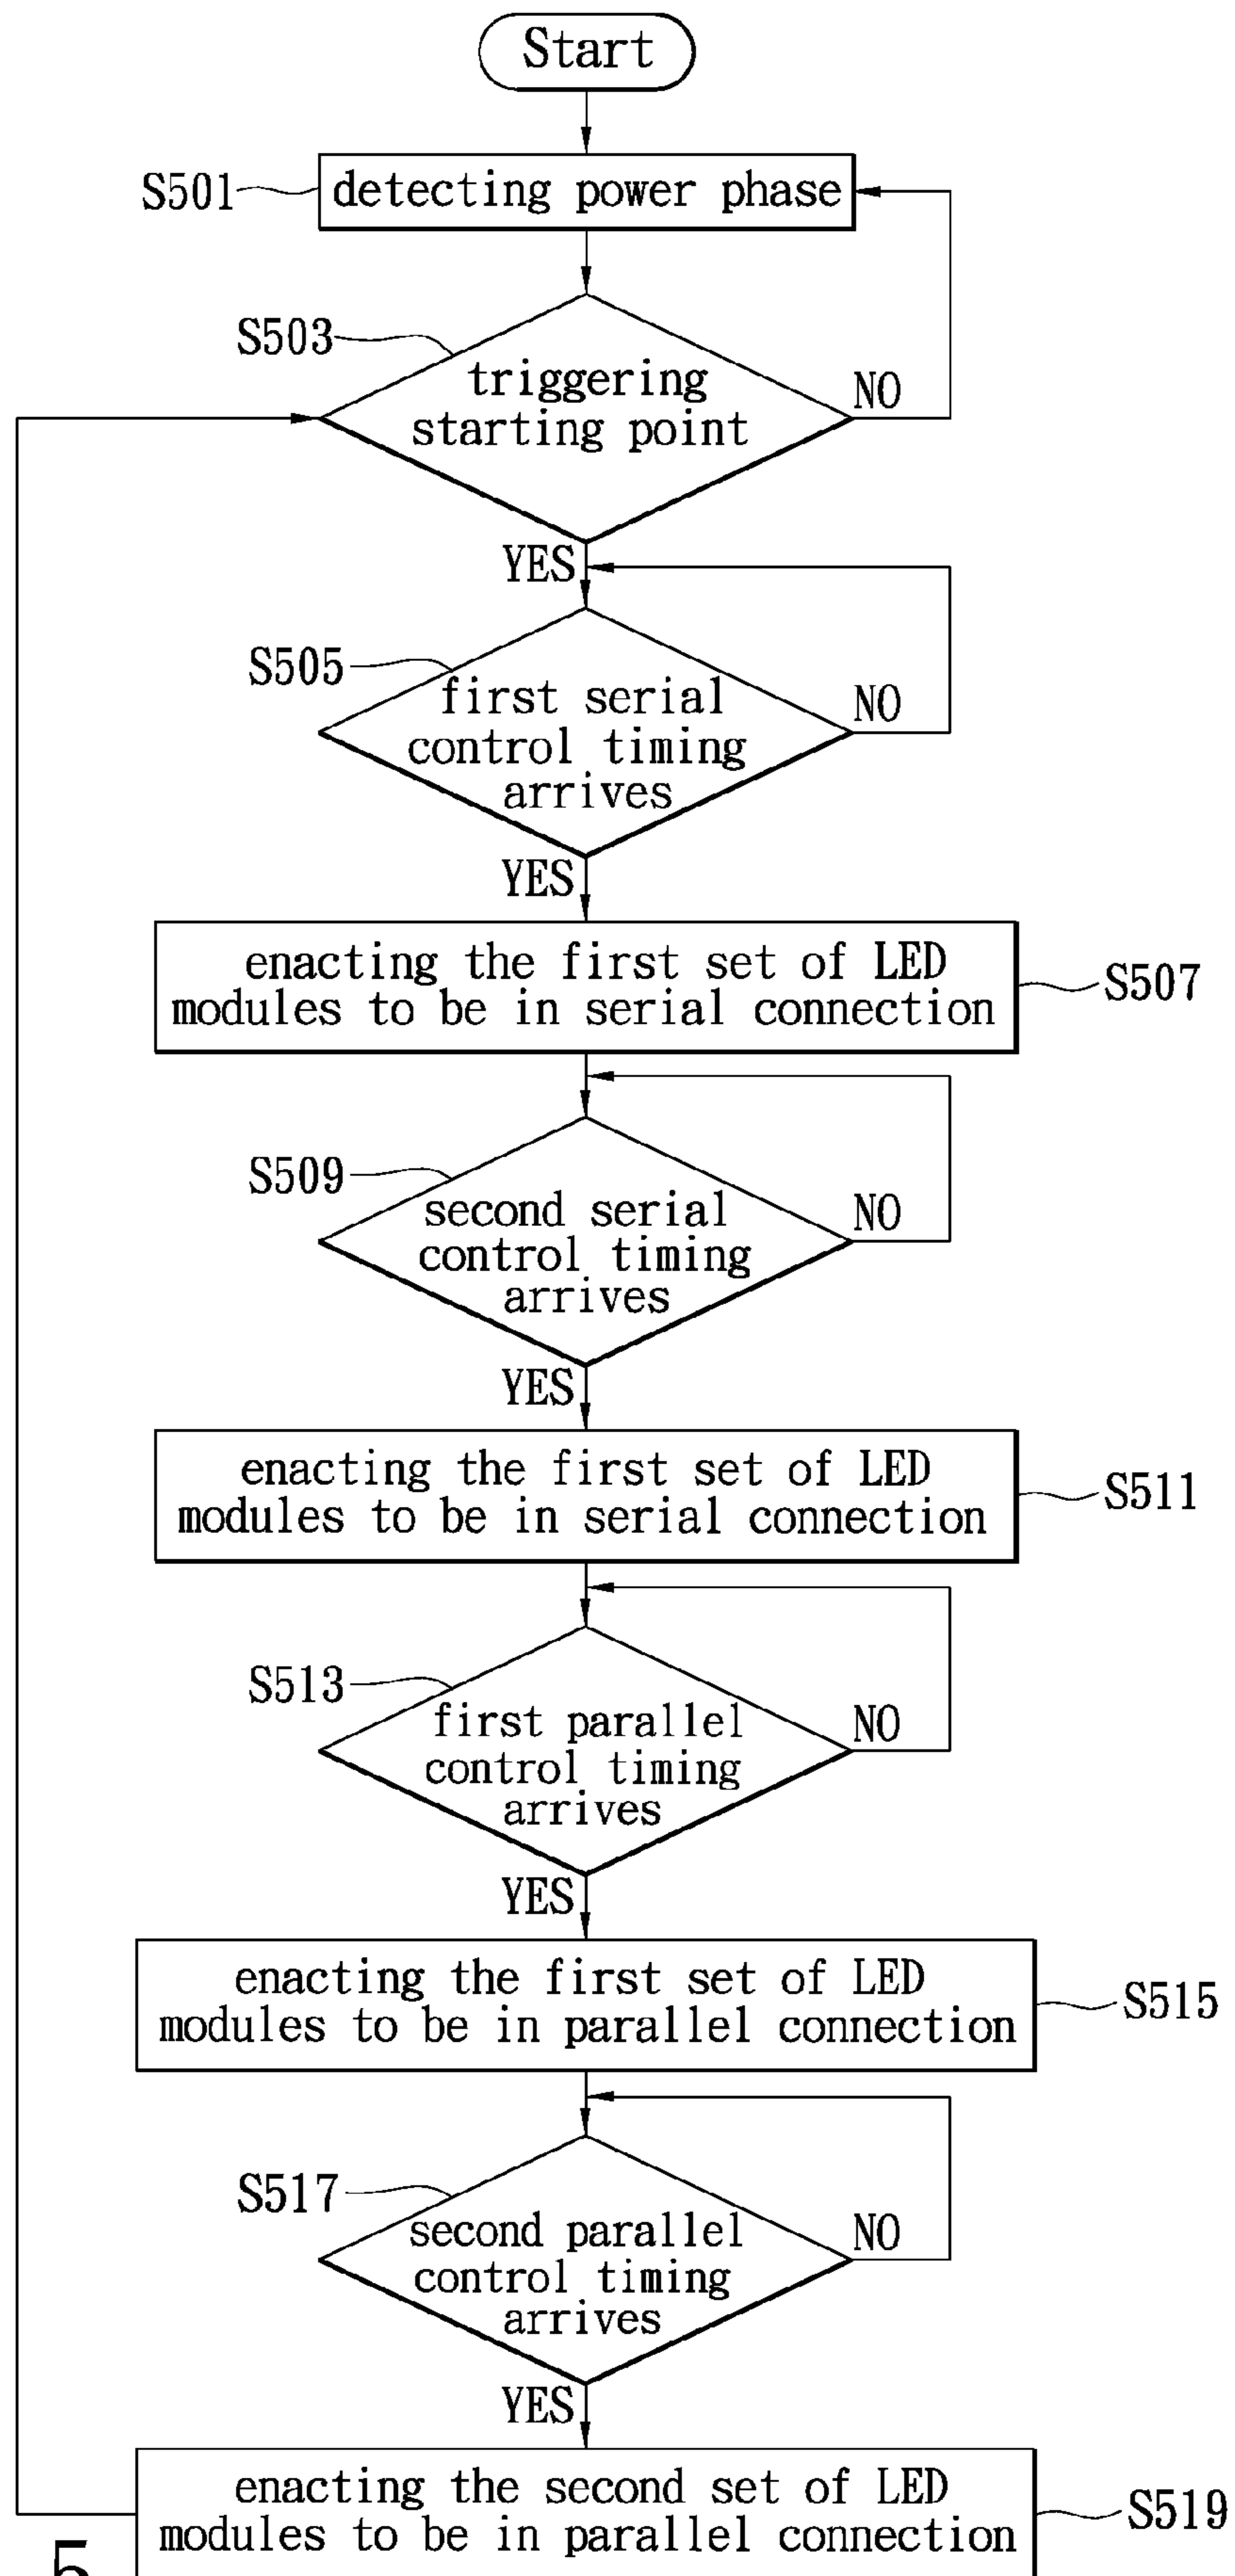 Start
S501
detecting power phase
S503
triggering
starting point
NO
YES
S505
first serial
control timing
arrives
NO
YES
enacting the first set of LED
modules to be in serial connection
S507
S509
second serial
control timing
arrives
NO
YES
enacting the first set of LED
modules to be in serial connection
S511
S513
first parallel
control timing
arrives
NO
YES
enacting the first set of LED
modules to be in parallel connection
S515
S517
second parallel
control timing
arrives
NO
YES
enacting the second set of LED
modules to be in parallel connection
S519
5